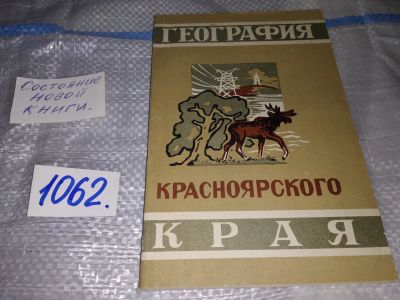 Состояние
новой
книги.
1062.
ГЕОГРАФИЯ
КРАСНОЯРСКОГО
КРАЯ